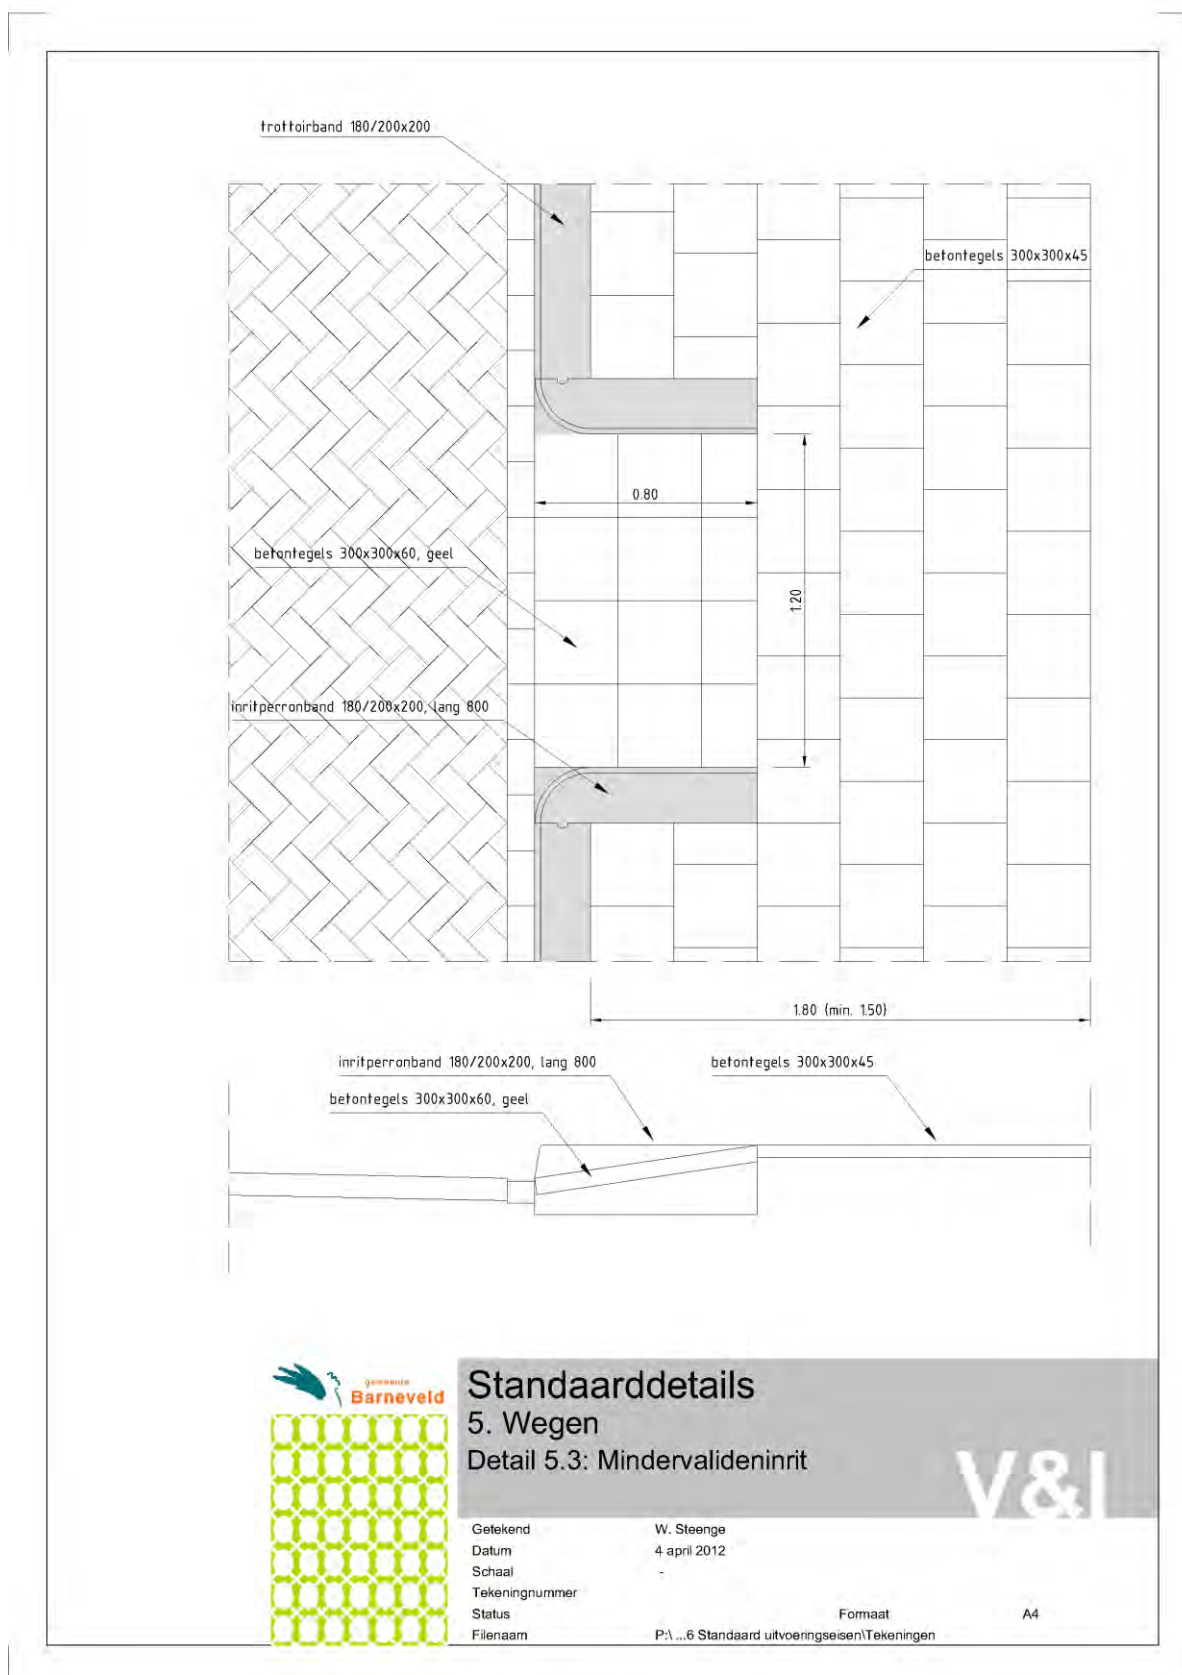 trottoirband 180/200x200
betontegels 300x300x45
0.80
betontegels 300x300x60, geel
1.20
inritperronband 180/200x200, lang 800
1.80 (min. 1.50)
inritperronband 180/200x200, lang 800
betontegels 300x300x45
betontegels 300x300x60, geel
gemeente
Barneveld
Standaarddetails
5. Wegen
Detail 5.3: Mindervalideninrit
V&I
Getekend W. Steenge
Datum 4 april 2012
Schaal -
Tekeningnummer
Status Formaat A4
Filenaam P:\ ...6 Standaard uitvoeringseisen\Tekeningen